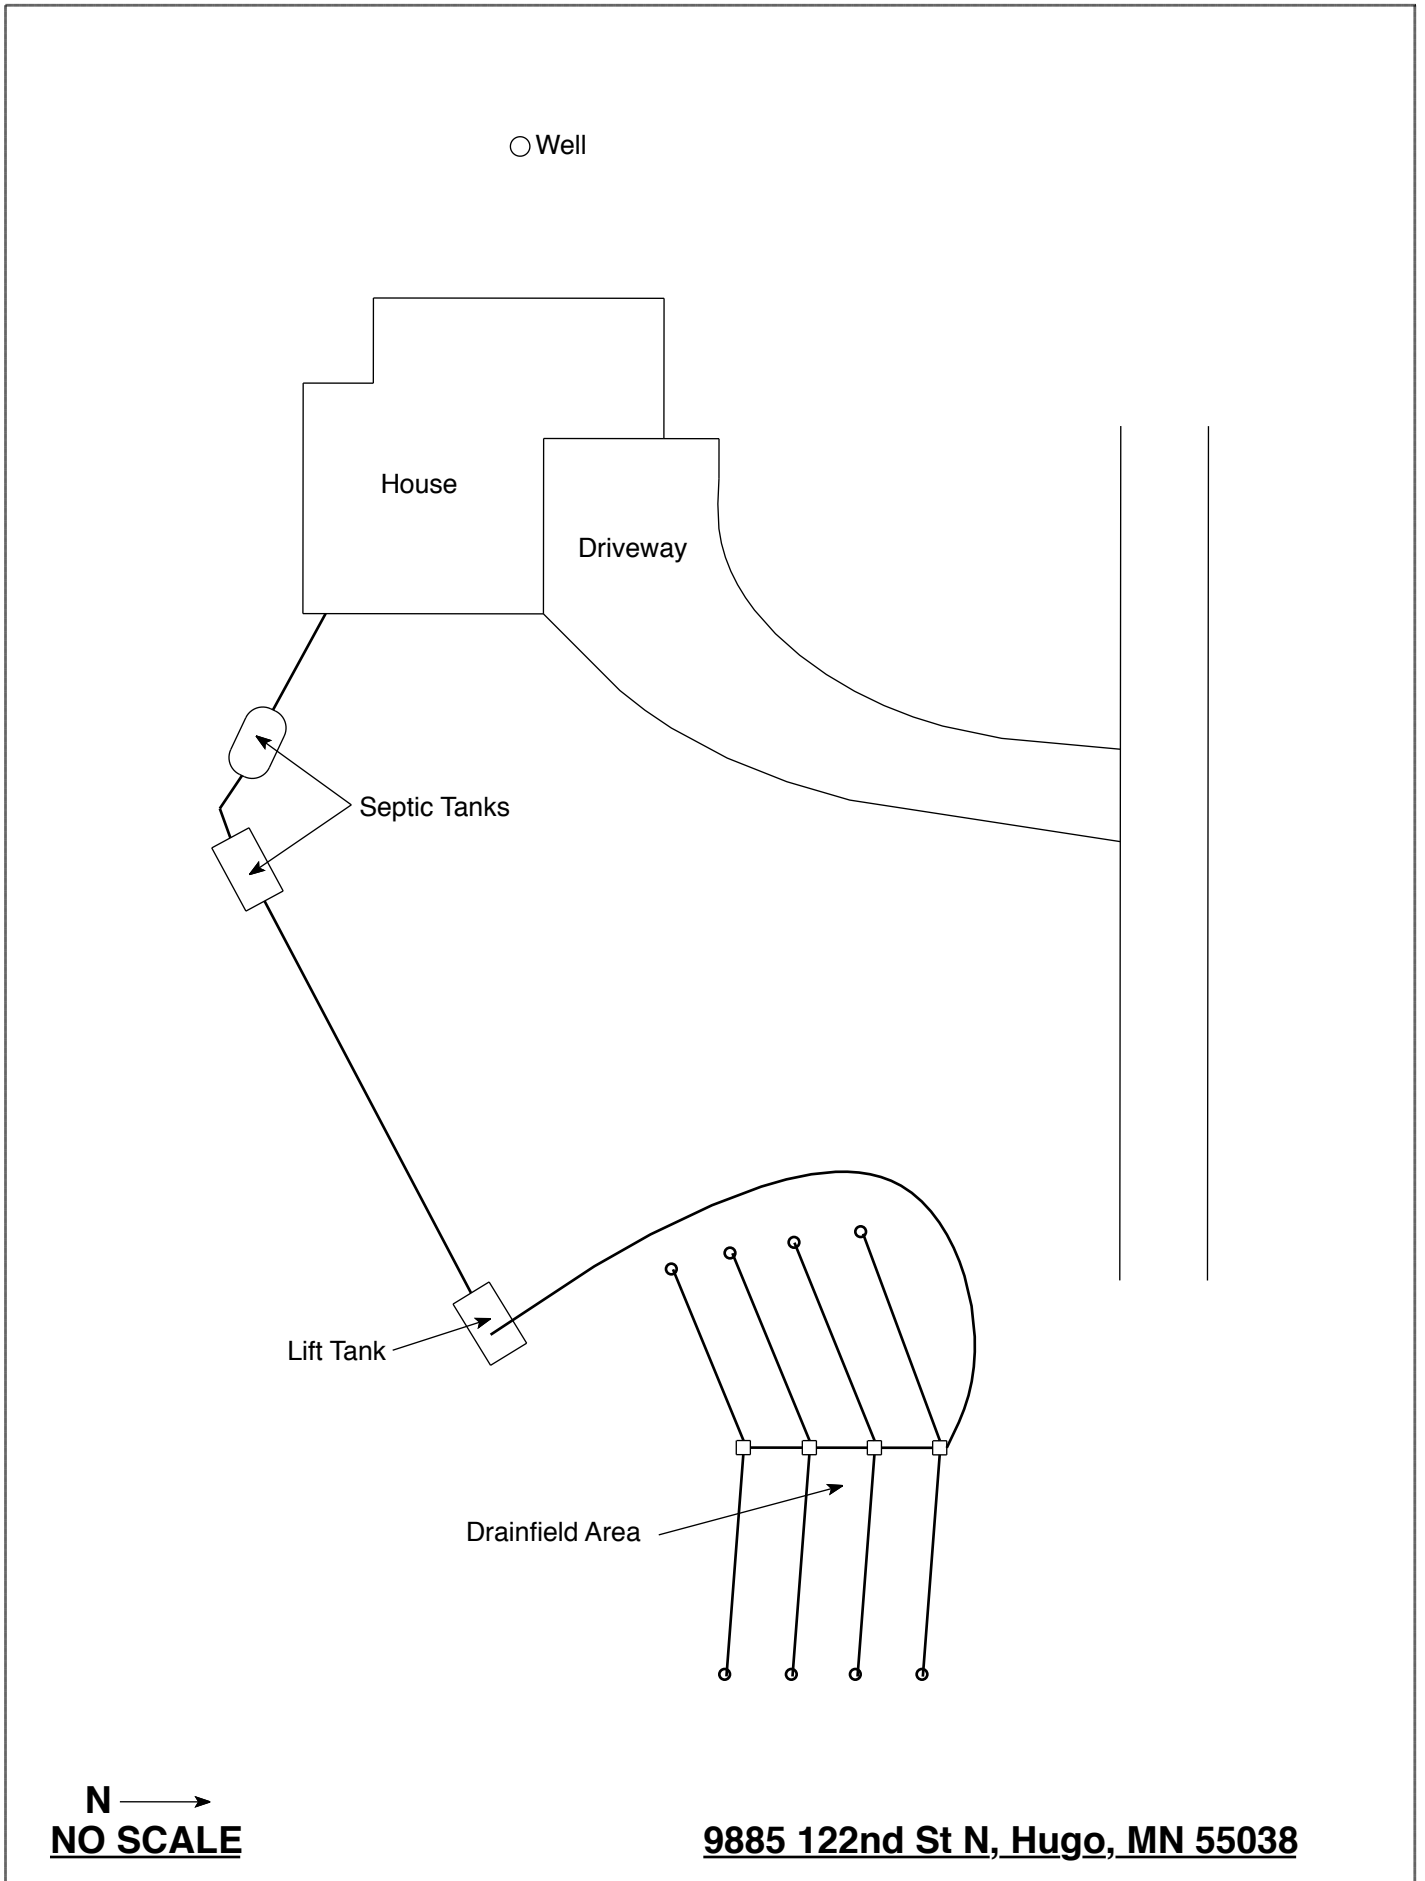 Well
House
Driveway
Septic Tanks
Lift Tank
Drainfield Area
N
NO SCALE
9885 122nd St N, Hugo, MN 55038